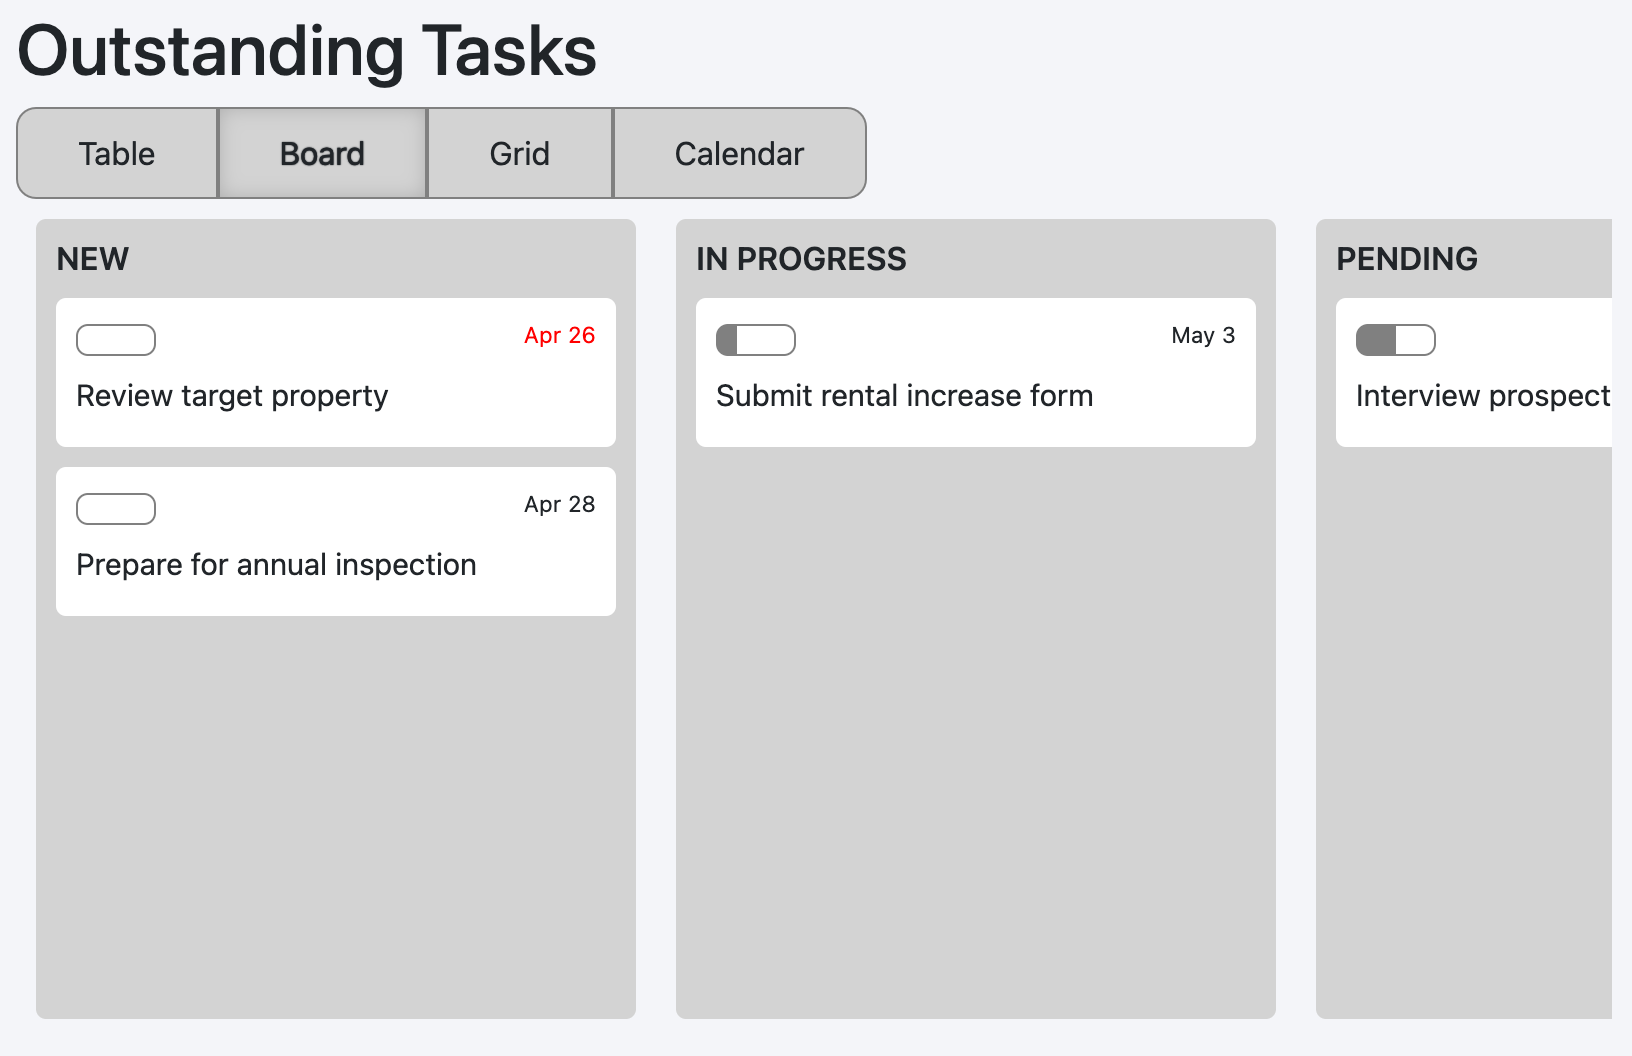 Outstanding Tasks
Table Board Grid Calendar
NEW
Apr 26
Review target property
Apr 28
Prepare for annual inspection
IN PROGRESS
May 3
Submit rental increase form
PENDING
Interview prospect